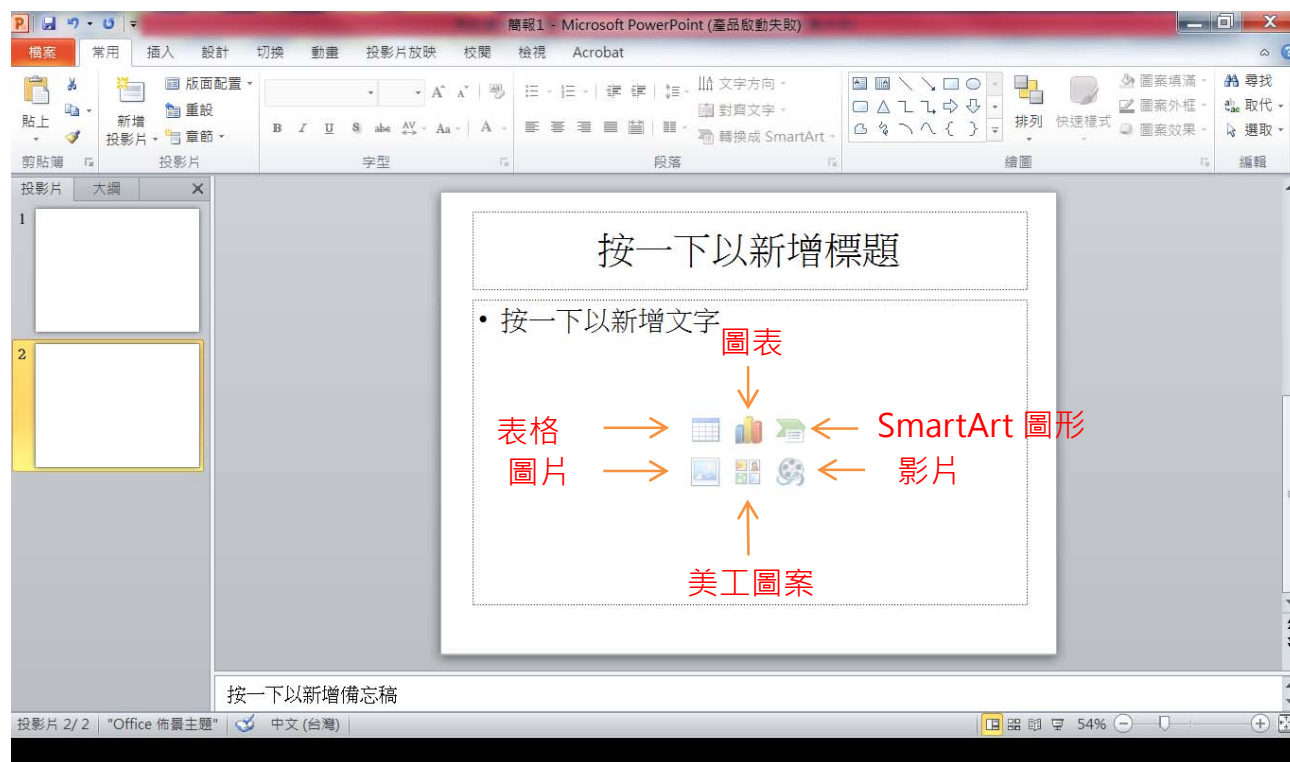 簡報1 - Microsoft PowerPoint (產品啟動失敗)
檔案 常用 插入 設計 切換 動畫 投影片放映 校閱 檢視 Acrobat
貼上
剪貼簿
新增
投影片
版面配置
重設
章節
投影片
B I U S abc AV Aa A
字型
文字方向
對齊文字
轉換成 SmartArt
段落
排列
快速樣式
圖案填滿
圖案外框
圖案效果
繪圖
尋找
取代
選取
編輯
投影片 大綱
1
2
按一下以新增標題
• 按一下以新增文字
圖表
表格
SmartArt 圖形
圖片
影片
美工圖案
按一下以新增備忘稿
投影片 2/ 2 "Office 佈景主題" 中文 (台灣) 54%